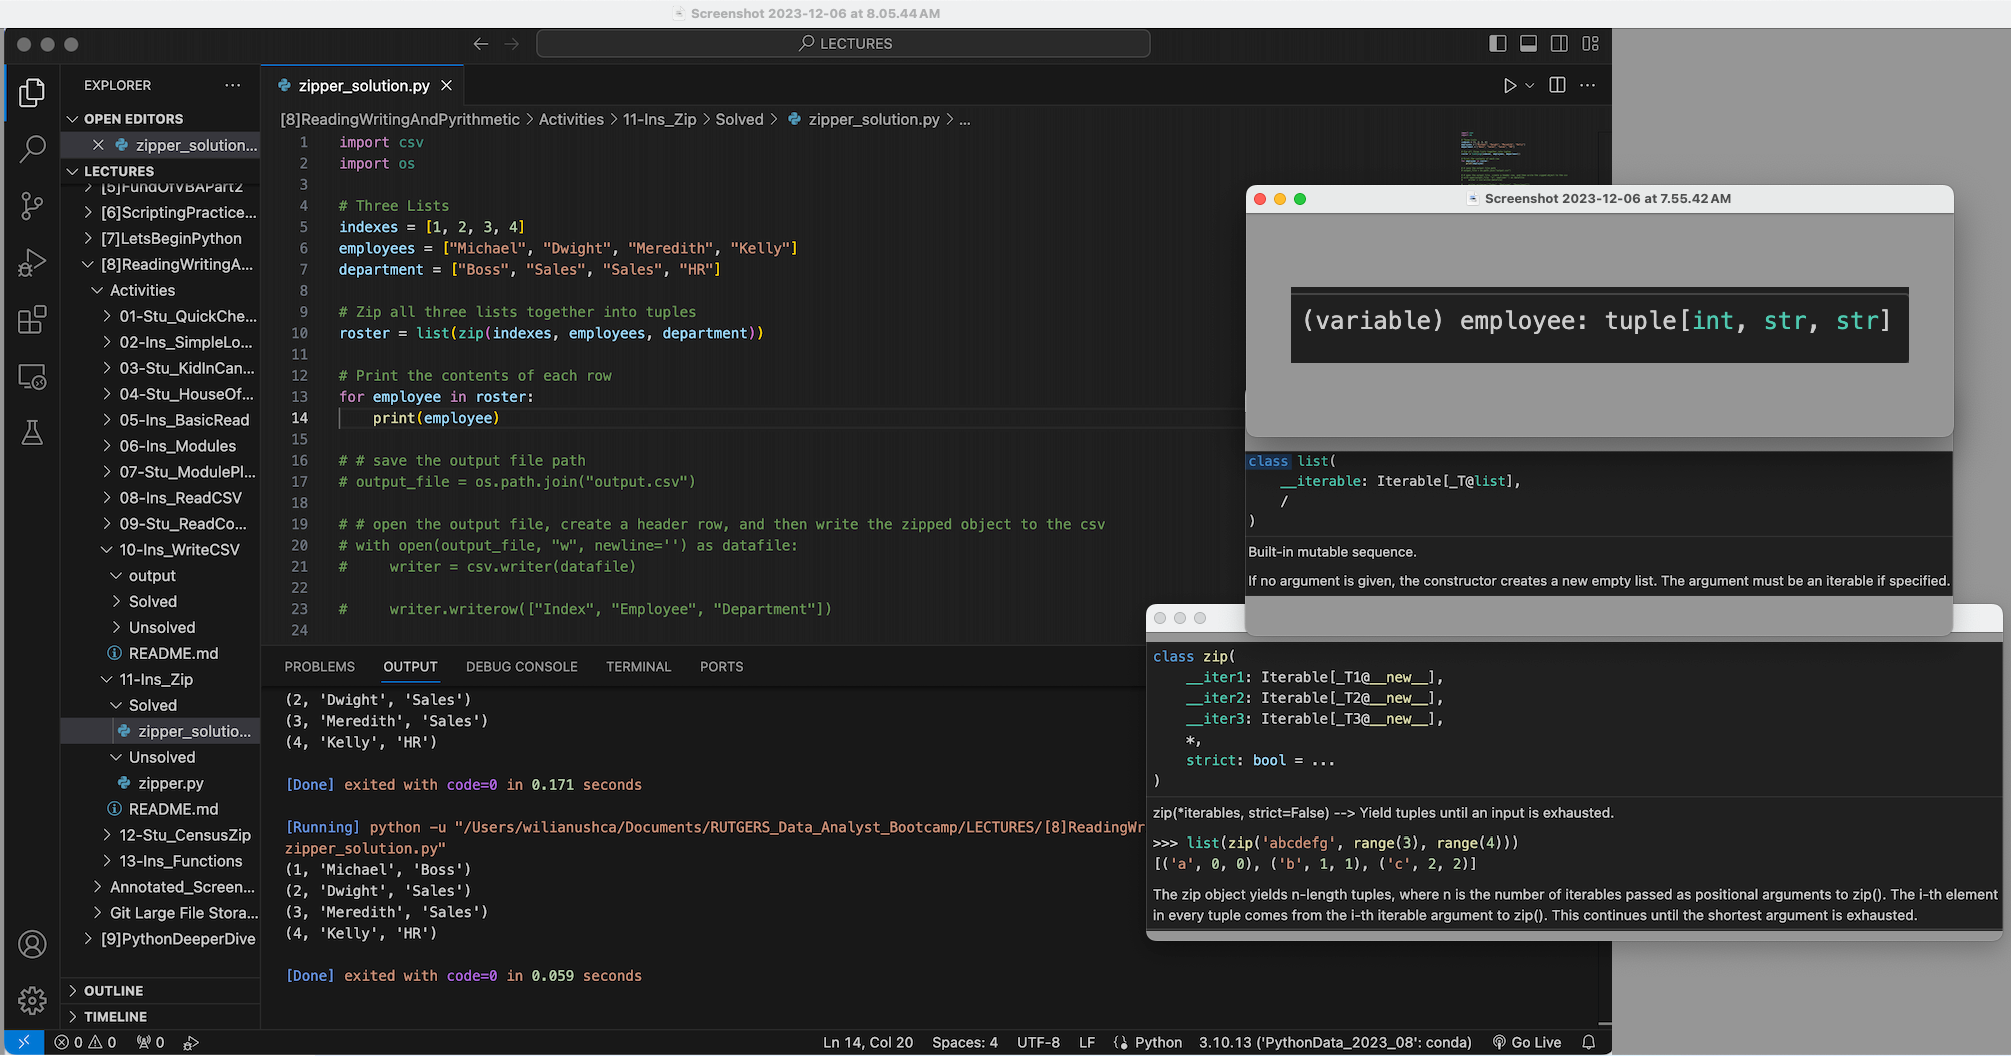 Screenshot 2023-12-06 at 8.05.44 AM
LECTURES
EXPLORER
zipper_solution.py
OPEN EDITORS
zipper_solution...
LECTURES
[5]FundOfVBAPart2
[6]ScriptingPractice...
[7]LetsBeginPython
[8]ReadingWritingA...
Activities
01-Stu_QuickChe...
02-Ins_SimpleLo...
03-Stu_KidInCan...
04-Stu_HouseOf...
05-Ins_BasicRead
06-Ins_Modules
07-Stu_ModulePl...
08-Ins_ReadCSV
09-Stu_ReadCo...
10-Ins_WriteCSV
output
Solved
Unsolved
README.md
11-Ins_Zip
Solved
zipper_solutio...
Unsolved
zipper.py
README.md
12-Stu_CensusZip
13-Ins_Functions
Annotated_Screen...
Git Large File Stora...
[9]PythonDeeperDive
OUTLINE
TIMELINE
[8]ReadingWritingAndPyrithmetic > Activities > 11-Ins_Zip > Solved > zipper_solution.py > ...
1 import csv
2 import os
3
4 # Three Lists
5 indexes = [1, 2, 3, 4]
6 employees = ["Michael", "Dwight", "Meredith", "Kelly"]
7 department = ["Boss", "Sales", "Sales", "HR"]
8
9 # Zip all three lists together into tuples
10 roster = list(zip(indexes, employees, department))
11
12 # Print the contents of each row
13 for employee in roster:
14     print(employee)
15
16 # # save the output file path
17 # output_file = os.path.join("output.csv")
18
19 # # open the output file, create a header row, and then write the zipped object to the csv
20 # with open(output_file, "w", newline='') as datafile:
21 #     writer = csv.writer(datafile)
22
23 #     writer.writerow(["Index", "Employee", "Department"])
24
PROBLEMS OUTPUT DEBUG CONSOLE TERMINAL PORTS
(2, 'Dwight', 'Sales')
(3, 'Meredith', 'Sales')
(4, 'Kelly', 'HR')
[Done] exited with code=0 in 0.171 seconds
[Running] python -u "/Users/wilianushca/Documents/RUTGERS_Data_Analyst_Bootcamp/LECTURES/[8]ReadingWr
zipper_solution.py"
(1, 'Michael', 'Boss')
(2, 'Dwight', 'Sales')
(3, 'Meredith', 'Sales')
(4, 'Kelly', 'HR')
[Done] exited with code=0 in 0.059 seconds
Screenshot 2023-12-06 at 7.55.42 AM
(variable) employee: tuple[int, str, str]
class list(
    __iterable: Iterable[_T@list],
    /
)
Built-in mutable sequence.
If no argument is given, the constructor creates a new empty list. The argument must be an iterable if specified.
class zip(
    __iter1: Iterable[_T1@__new__],
    __iter2: Iterable[_T2@__new__],
    __iter3: Iterable[_T3@__new__],
    *,
    strict: bool = ...
)
zip(*iterables, strict=False) --> Yield tuples until an input is exhausted.
>>> list(zip('abcdefg', range(3), range(4)))
[('a', 0, 0), ('b', 1, 1), ('c', 2, 2)]
The zip object yields n-length tuples, where n is the number of iterables passed as positional arguments to zip(). The i-th element
in every tuple comes from the i-th iterable argument to zip(). This continues until the shortest argument is exhausted.
0 0 0 Ln 14, Col 20 Spaces: 4 UTF-8 LF Python 3.10.13 ('PythonData_2023_08': conda) Go Live